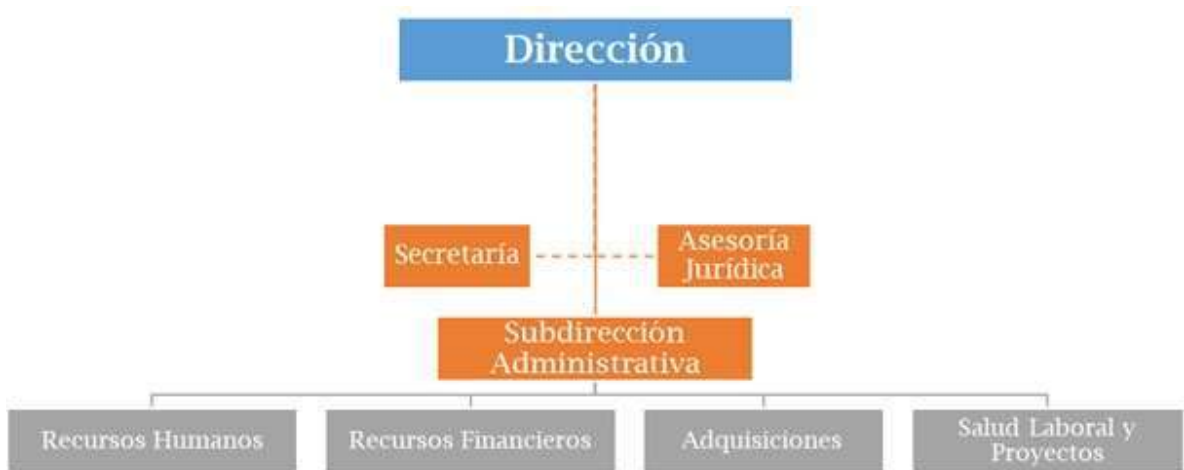 Dirección
Secretaría
Asesoría
Jurídica
Subdirección
Administrativa
Recursos Humanos
Recursos Financieros
Adquisiciones
Salud Laboral y
Proyectos